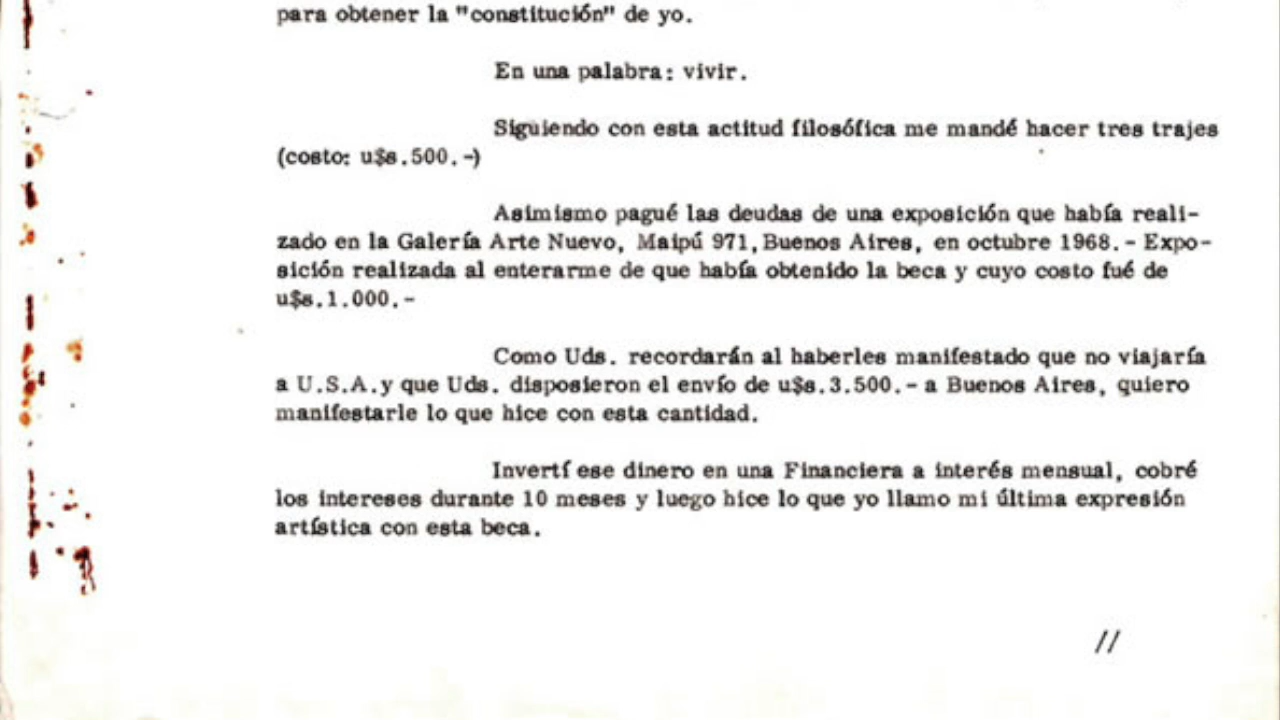 para obtener la "constitución" de yo.
En una palabra: vivir.
Siguiendo con esta actitud filosófica me mandé hacer tres trajes
(costo: u$s.500.-)
Asimismo pagué las deudas de una exposición que había reali-
zado en la Galería Arte Nuevo, Maipú 971, Buenos Aires, en octubre 1968.- Expo-
sición realizada al enterarme de que había obtenido la beca y cuyo costo fué de
u$s.1.000.-
Como Uds. recordarán al haberles manifestado que no viajaría
a U.S.A.y que Uds. disposieron el envío de u$s.3.500.- a Buenos Aires, quiero
manifestarle lo que hice con esta cantidad.
Invertí ese dinero en una Financiera a interés mensual, cobré
los intereses durante 10 meses y luego hice lo que yo llamo mi última expresión
artística con esta beca.
//